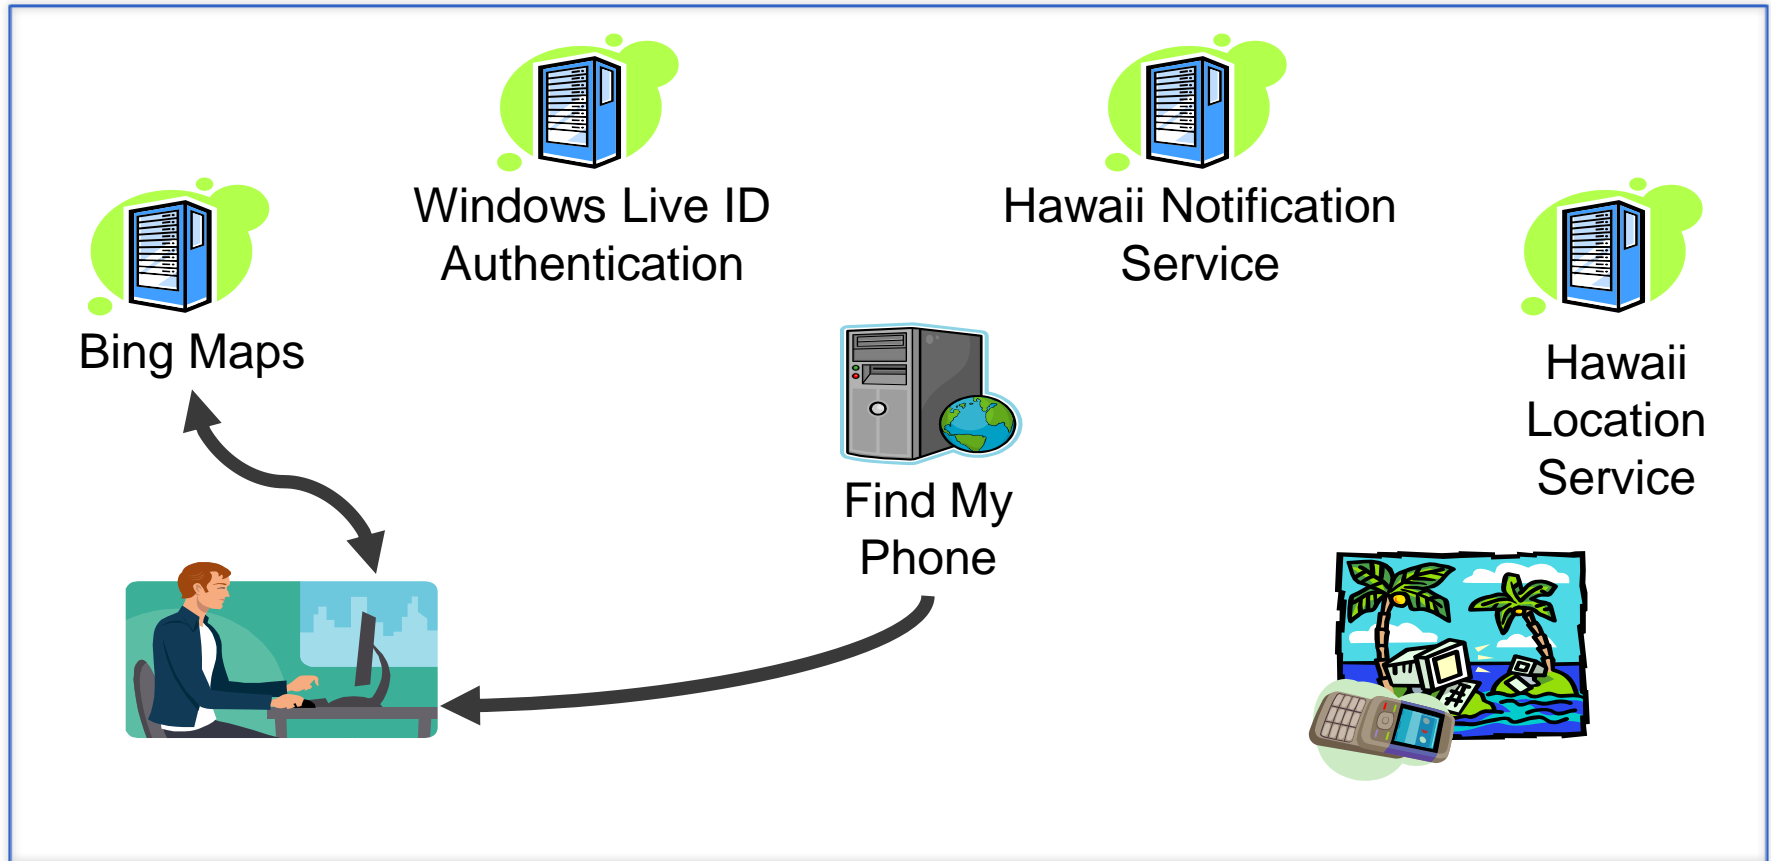 Windows Live ID
Authentication
Hawaii Notification
Service
Bing Maps
Hawaii
Location
Service
Find My
Phone